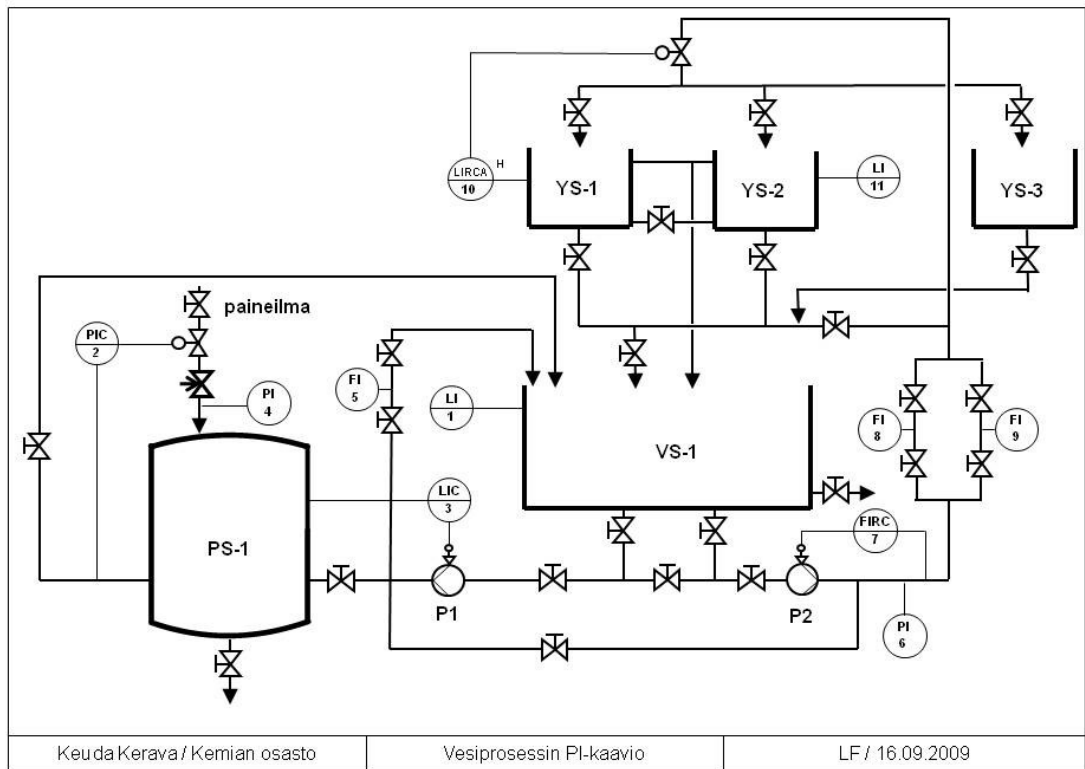 LIRCA
10
H
YS-1
YS-2
LI
11
YS-3
paineilma
PIC
2
PI
4
FI
5
LI
1
VS-1
FI
8
FI
9
LIC
3
FIRC
7
PS-1
P1
P2
PI
6
Keuda Kerava / Kemian osasto
Vesiprosessin PI-kaavio
LF / 16.09.2009